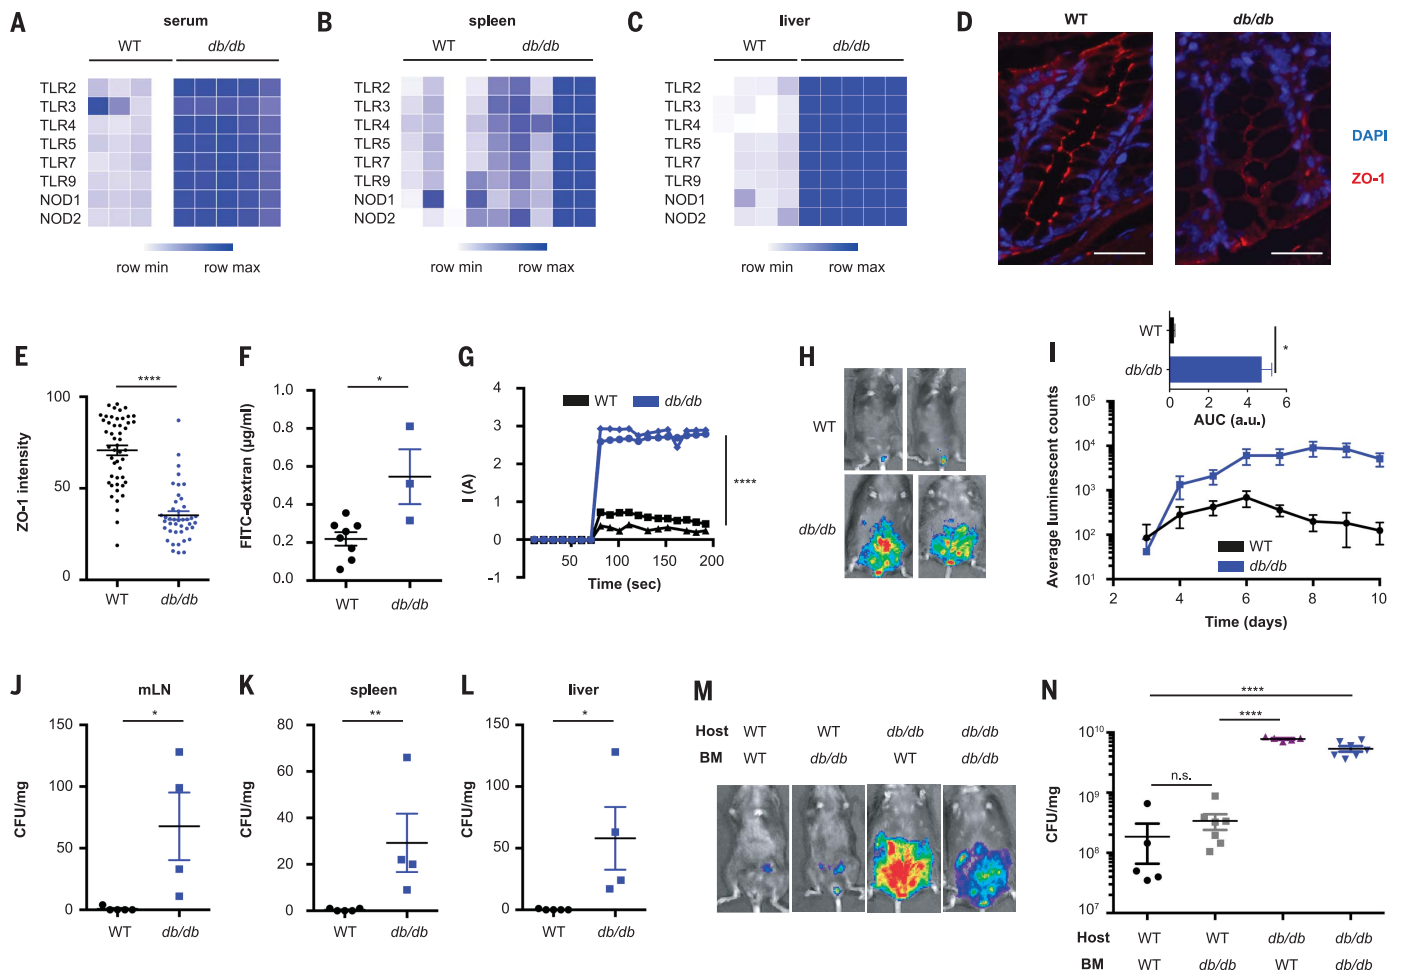 A
serum
WT
db/db
TLR2
TLR3
TLR4
TLR5
TLR7
TLR9
NOD1
NOD2
row min
row max
B
spleen
WT
db/db
TLR2
TLR3
TLR4
TLR5
TLR7
TLR9
NOD1
NOD2
row min
row max
C
liver
WT
db/db
TLR2
TLR3
TLR4
TLR5
TLR7
TLR9
NOD1
NOD2
row min
row max
D
WT
db/db
DAPI
ZO-1
E
ZO-1 intensity
100
50
0
****
WT
db/db
F
FITC-dextran (µg/ml)
1.0
0.8
0.6
0.4
0.2
0.0
*
WT
db/db
G
I (A)
4
3
2
1
0
-1
WT
db/db
****
50
100
150
200
Time (sec)
H
WT
db/db
I
WT
db/db
*
0
2
4
6
AUC (a.u.)
Average luminescent counts
10⁵
10⁴
10³
10²
10¹
WT
db/db
2
4
6
8
10
Time (days)
J
mLN
CFU/mg
150
100
50
0
*
WT
db/db
K
spleen
CFU/mg
80
60
40
20
0
**
WT
db/db
L
liver
CFU/mg
150
100
50
0
*
WT
db/db
M
Host WT WT db/db db/db
BM WT db/db WT db/db
N
CFU/mg
10¹⁰
10⁹
10⁸
10⁷
****
****
n.s.
Host WT WT db/db db/db
BM WT db/db WT db/db